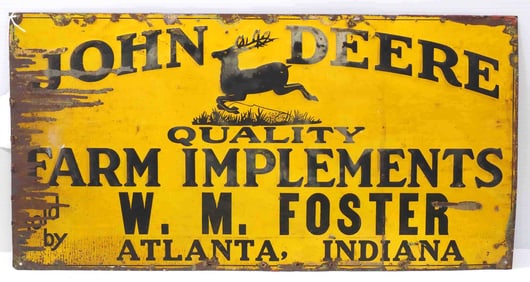 JOHN DEERE
QUALITY
FARM IMPLEMENTS
Sold by
W. M. FOSTER
ATLANTA, INDIANA